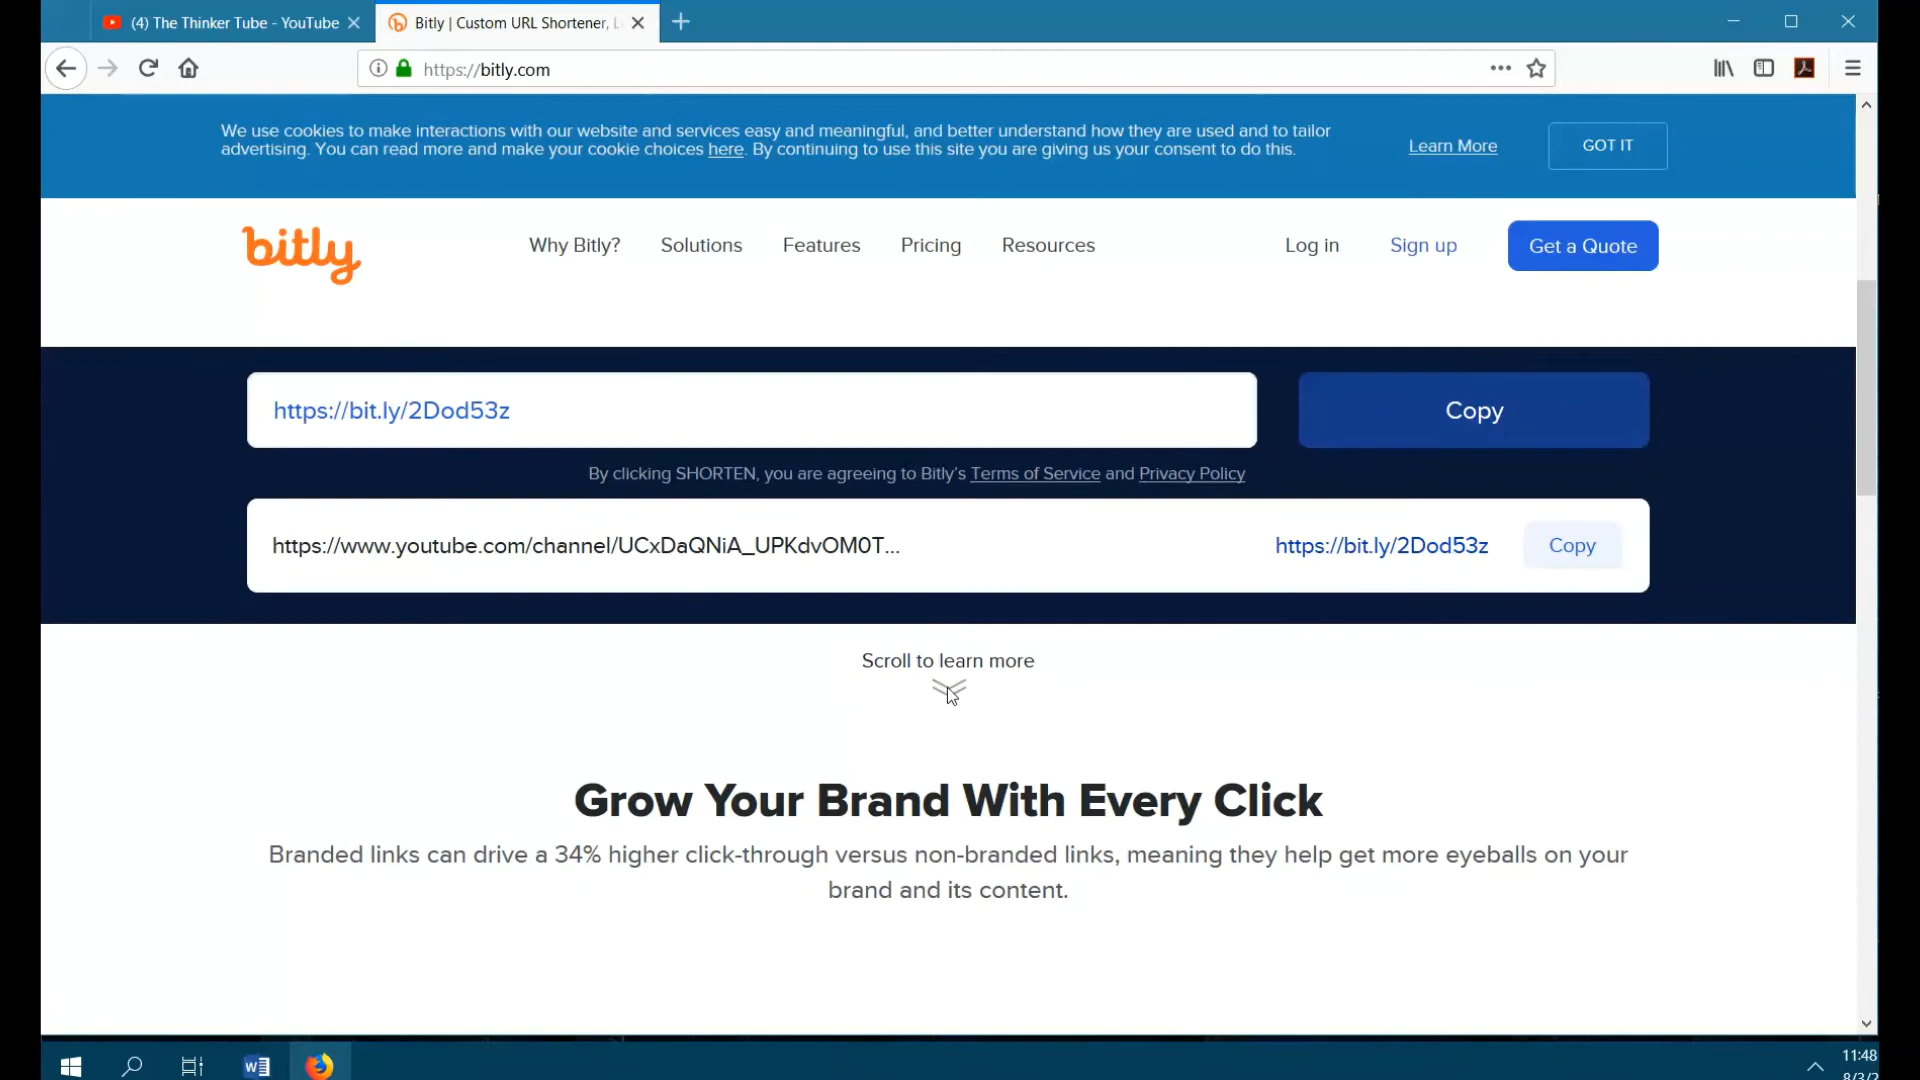 (4) The Thinker Tube - YouTube
Bitly | Custom URL Shortener, L
https://bitly.com
We use cookies to make interactions with our website and services easy and meaningful, and better understand how they are used and to tailor
advertising. You can read more and make your cookie choices here. By continuing to use this site you are giving us your consent to do this.
Learn More
GOT IT
bitly
Why Bitly?
Solutions
Features
Pricing
Resources
Log in
Sign up
Get a Quote
https://bit.ly/2Dod53z
Copy
By clicking SHORTEN, you are agreeing to Bitly’s Terms of Service and Privacy Policy
https://www.youtube.com/channel/UCxDaQNiA_UPKdvOM0T...
https://bit.ly/2Dod53z
Copy
Scroll to learn more
Grow Your Brand With Every Click
Branded links can drive a 34% higher click-through versus non-branded links, meaning they help get more eyeballs on your
brand and its content.
11:48
8/3/2